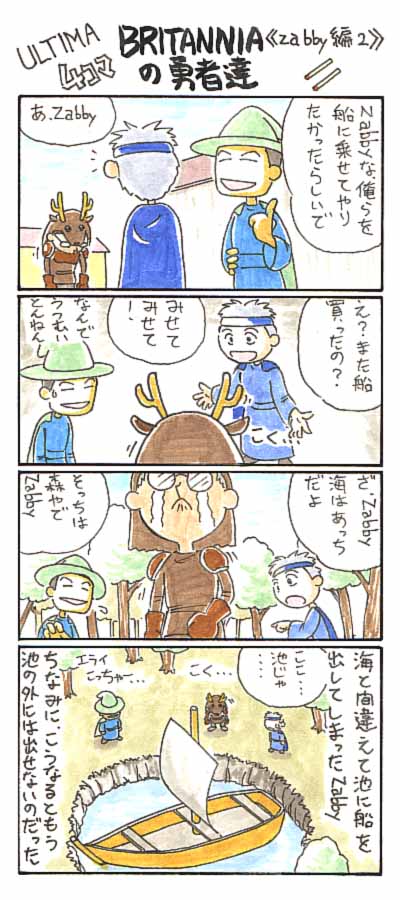 ULTIMA
4コマ
BRITANNIA
の勇者達
《zabby編2》
Zabbyな俺らを
船に乗せてやり
たかったらしいで
あ、Zabby
え?また船
買ったの?
みせて
みせて
!
こく…
なんで
うつむい
とんねんし
ざ、Zabby
海はあっち
だよ
そっちは
森やで
Zabby
海と間違えて池に船を
出してしまったZabby
ここ…
…池じゃ
……
こく…
エライ
こっちゃ…
ちなみに、こうなるともう
池の外には出せないのだった